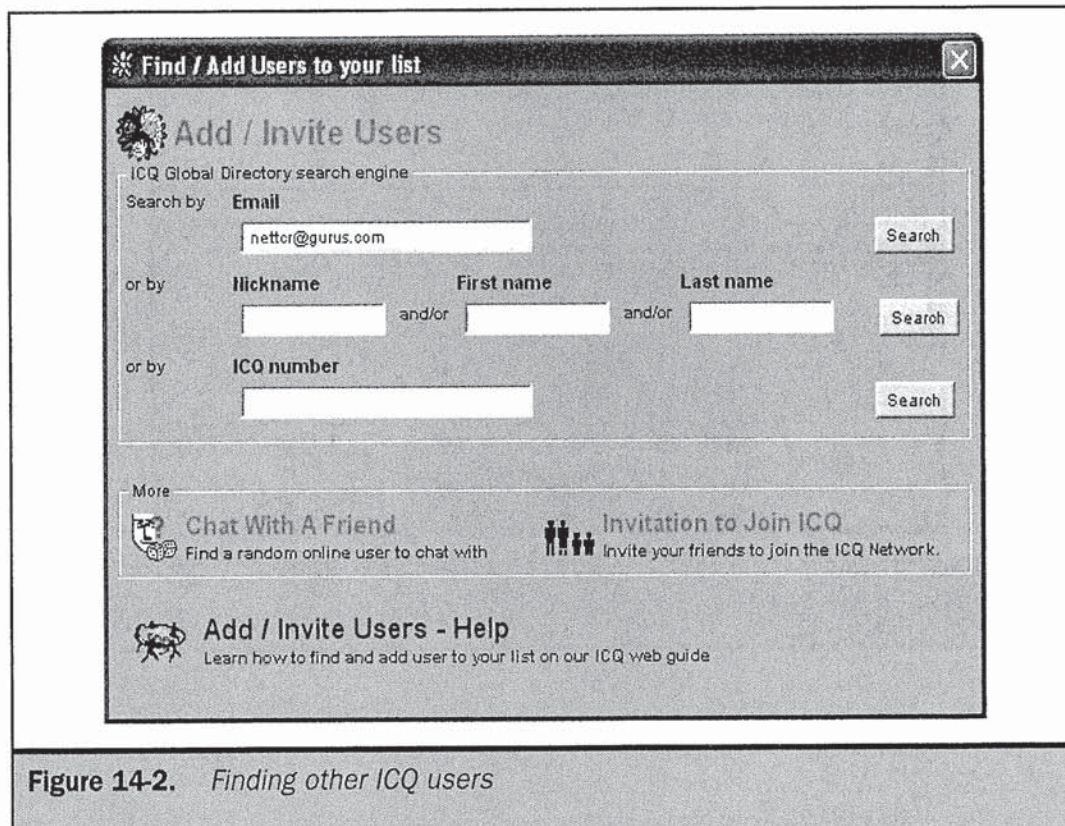 Find / Add Users to your list
Add / Invite Users
ICQ Global Directory search engine
Search by Email
nettcr@gurus.com
Search
or by Nickname First name Last name
and/or and/or
Search
or by ICQ number
Search
More
Chat With A Friend
Find a random online user to chat with
Invitation to Join ICQ
Invite your friends to join the ICQ Network.
Add / Invite Users - Help
Learn how to find and add user to your list on our ICQ web guide
Figure 14-2. Finding other ICQ users